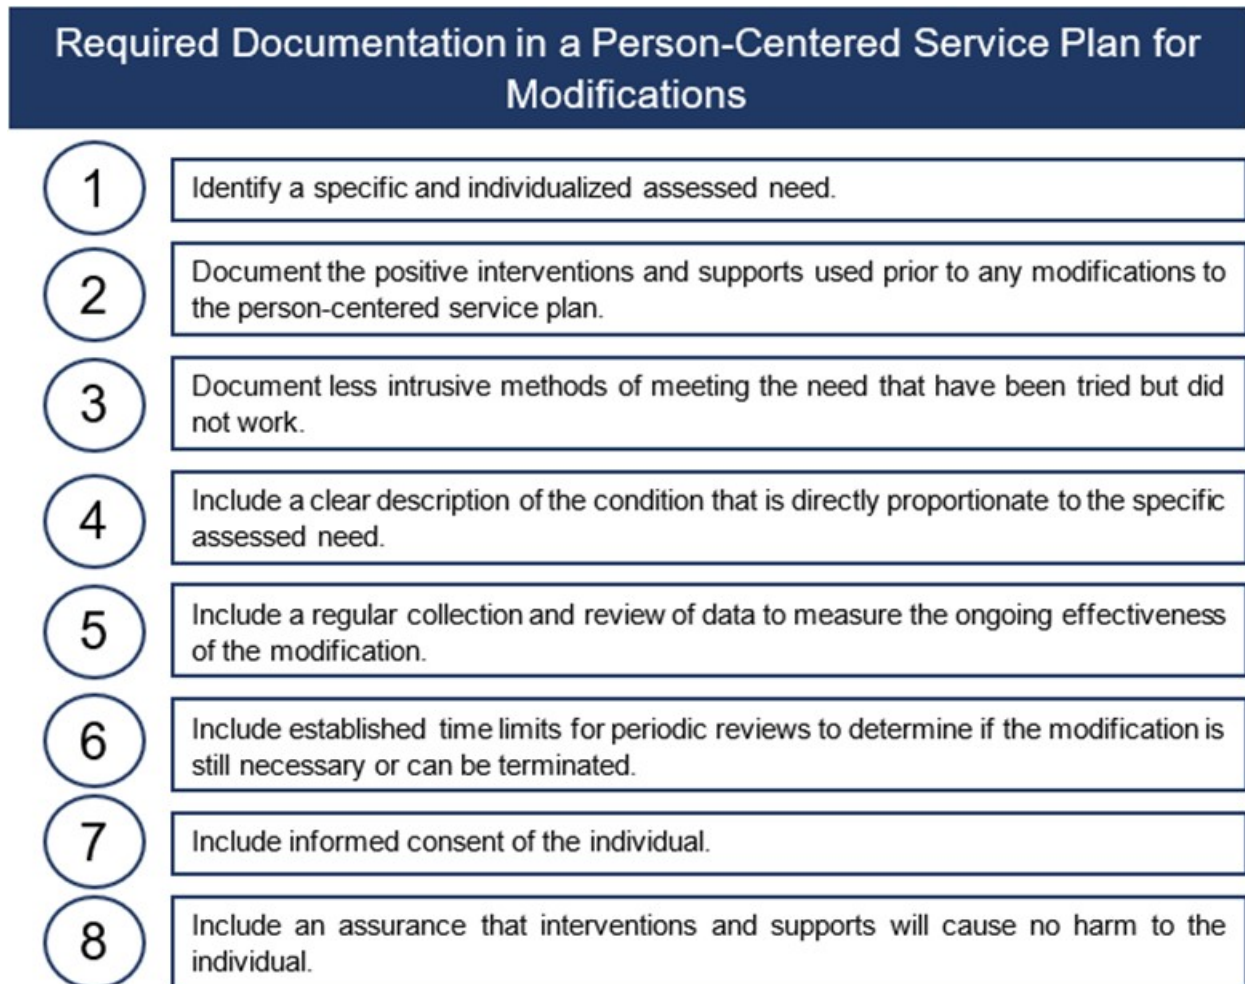 Required Documentation in a Person-Centered Service Plan for
Modifications
1
Identify a specific and individualized assessed need.
2
Document the positive interventions and supports used prior to any modifications to
the person-centered service plan.
3
Document less intrusive methods of meeting the need that have been tried but did
not work.
4
Include a clear description of the condition that is directly proportionate to the specific
assessed need.
5
Include a regular collection and review of data to measure the ongoing effectiveness
of the modification.
6
Include established time limits for periodic reviews to determine if the modification is
still necessary or can be terminated.
7
Include informed consent of the individual.
8
Include an assurance that interventions and supports will cause no harm to the
individual.